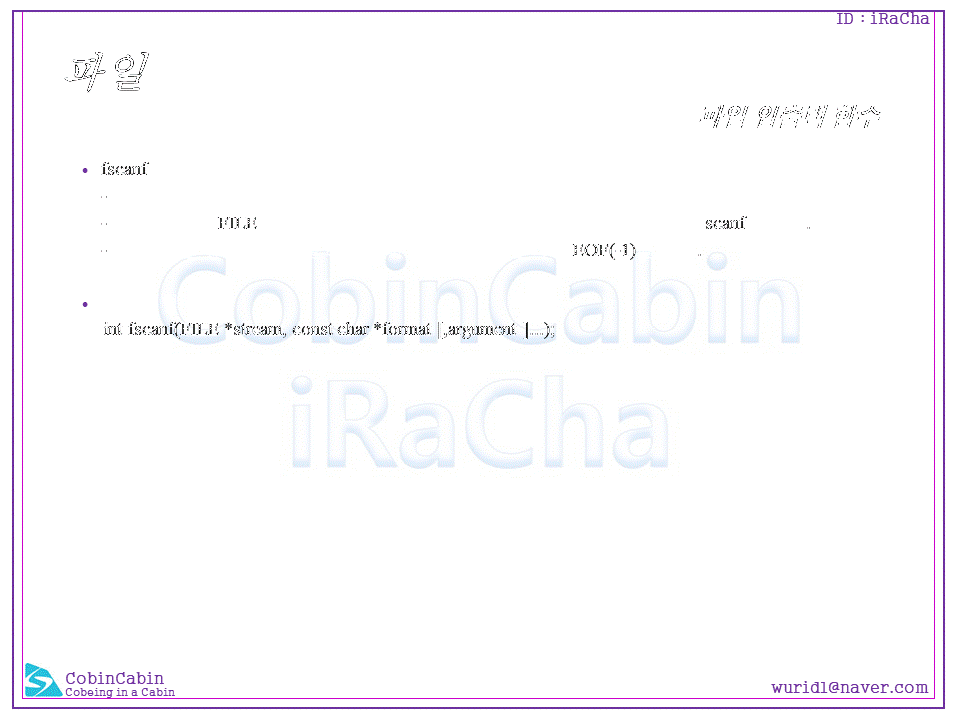 ID : iRaCha
파일
파일 입출력 함수
• fscanf
FILE scanf .
EOF(-1) .
•
int fscanf(FILE *stream, const char *format [,argument ]...);
CobinCabin
iRaCha
CobinCabin
Cobeing in a Cabin
wurid1@naver.com